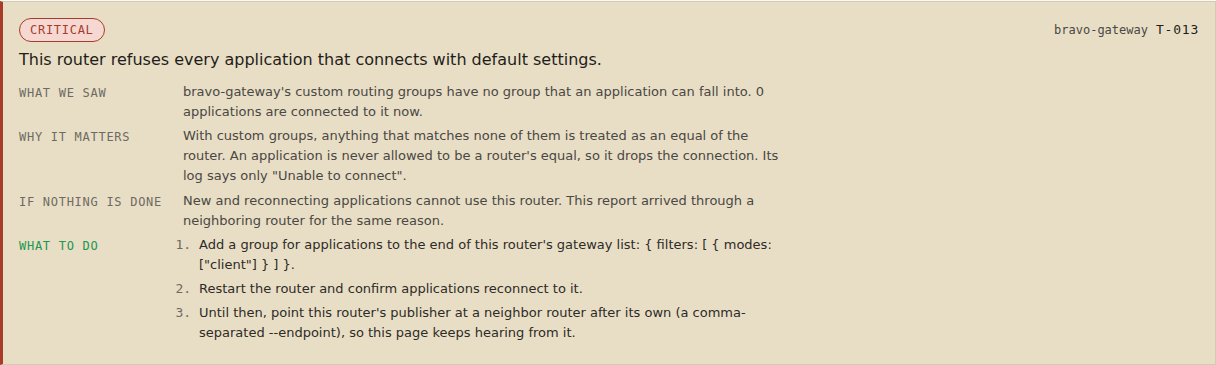 CRITICAL
bravo-gateway T-013
This router refuses every application that connects with default settings.
WHAT WE SAW
bravo-gateway's custom routing groups have no group that an application can fall into. 0
applications are connected to it now.
WHY IT MATTERS
With custom groups, anything that matches none of them is treated as an equal of the
router. An application is never allowed to be a router's equal, so it drops the connection. Its
log says only "Unable to connect".
IF NOTHING IS DONE
New and reconnecting applications cannot use this router. This report arrived through a
neighboring router for the same reason.
WHAT TO DO
1. Add a group for applications to the end of this router's gateway list: { filters: [ { modes:
["client"] } ] }.
2. Restart the router and confirm applications reconnect to it.
3. Until then, point this router's publisher at a neighbor router after its own (a comma-
separated --endpoint), so this page keeps hearing from it.